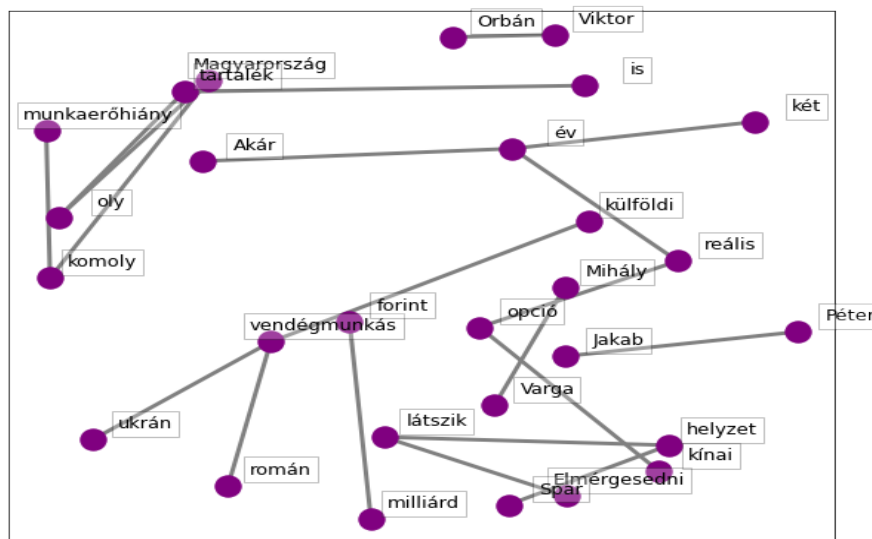 Orbán
Viktor
Magyarország
tartalék
is
munkaerőhiány
két
Akár
év
oly
külföldi
reális
komoly
Mihály
forint
opció
vendégmunkás
Péter
Jakab
Varga
ukrán
látszik
helyzet
kínai
román
Elmérgesedni
Spar
milliárd